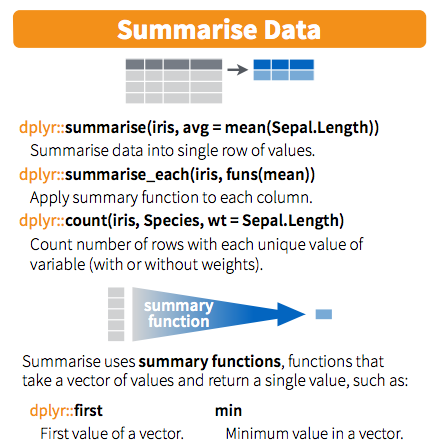 Summarise Data
dplyr::summarise(iris, avg = mean(Sepal.Length))
Summarise data into single row of values.
dplyr::summarise_each(iris, funs(mean))
Apply summary function to each column.
dplyr::count(iris, Species, wt = Sepal.Length)
Count number of rows with each unique value of
variable (with or without weights).
summary
function
Summarise uses summary functions, functions that
take a vector of values and return a single value, such as:
dplyr::first
First value of a vector.
min
Minimum value in a vector.